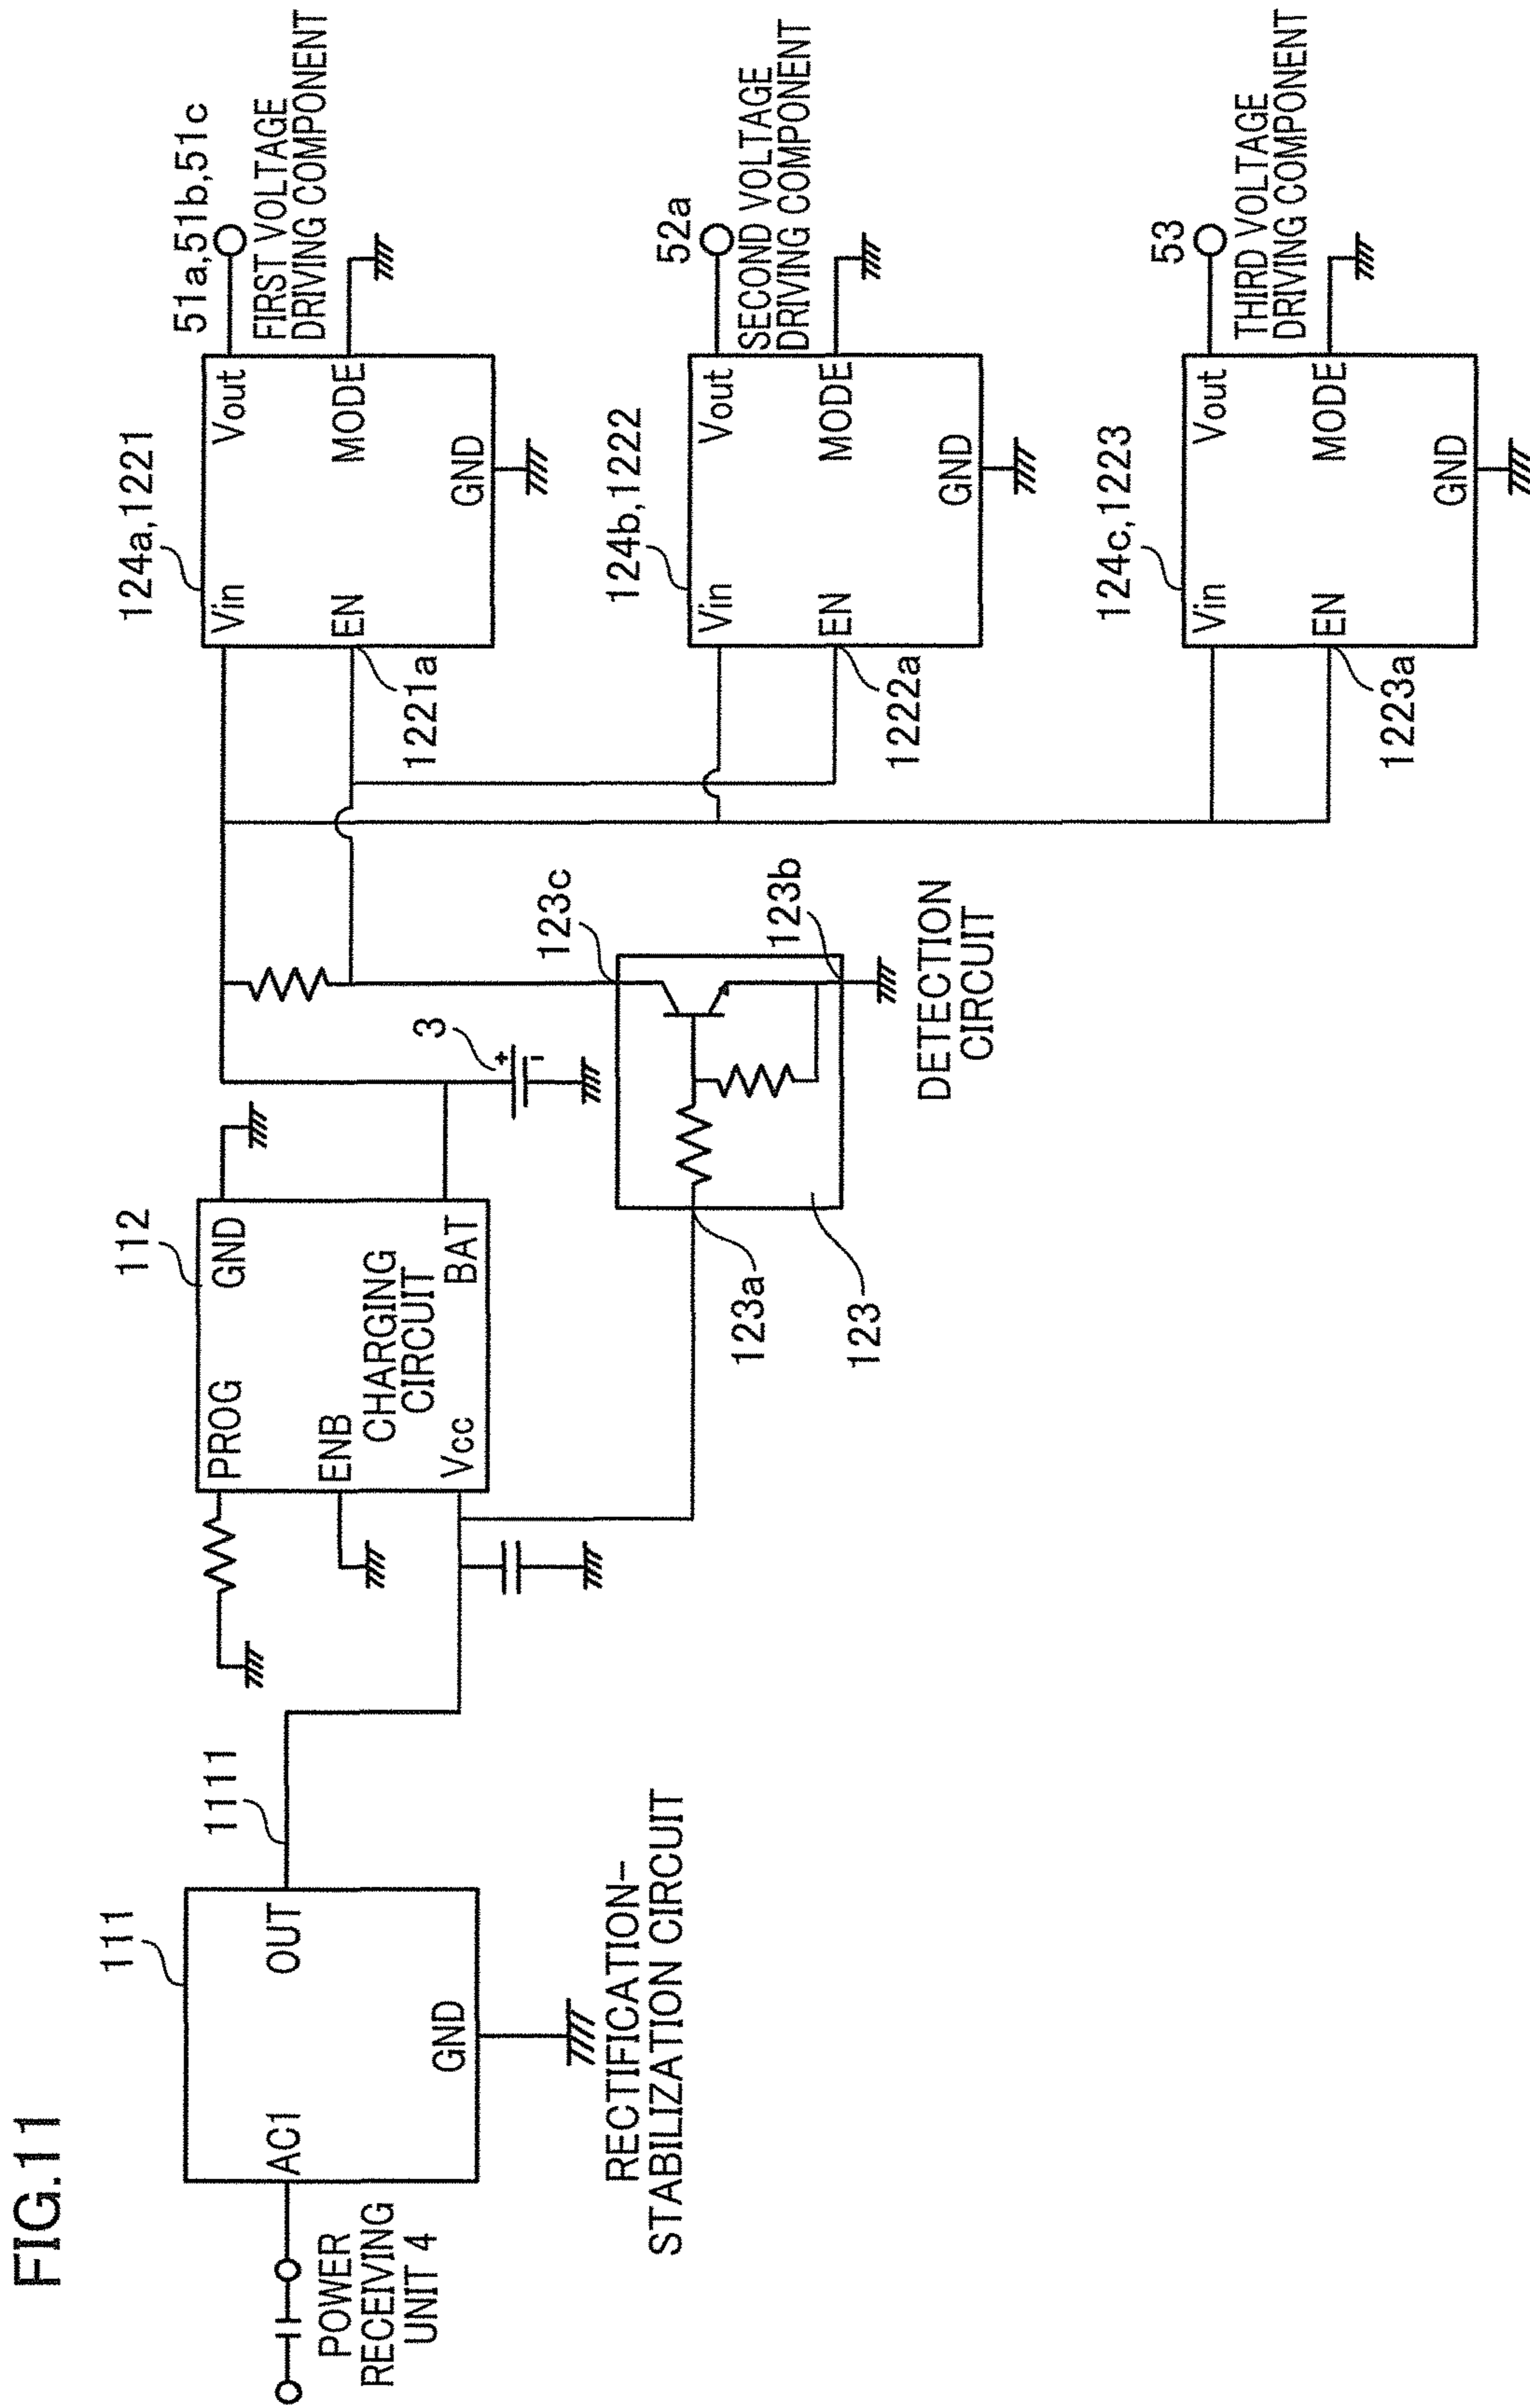 FIG.11
POWER
RECEIVING
UNIT 4
111
AC1
OUT
GND
1111
RECTIFICATION-
STABILIZATION CIRCUIT
112
PROG
GND
ENB
CHARGING
CIRCUIT
Vcc
BAT
3
+
-
123a
123
123c
123b
DETECTION
CIRCUIT
124a,1221
Vin
Vout
EN
MODE
GND
1221a
51a,51b,51c
FIRST VOLTAGE
DRIVING COMPONENT
124b,1222
Vin
Vout
EN
MODE
GND
1222a
52a
SECOND VOLTAGE
DRIVING COMPONENT
124c,1223
Vin
Vout
EN
MODE
GND
1223a
53
THIRD VOLTAGE
DRIVING COMPONENT